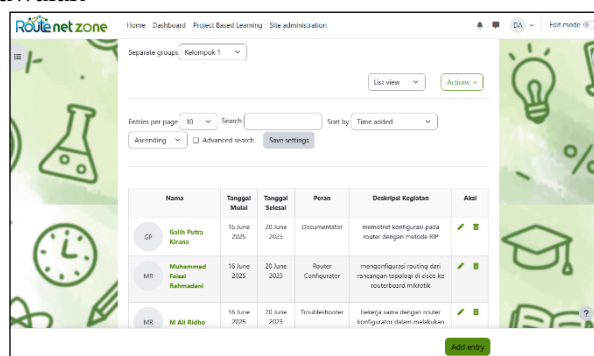 Route net zone Home Dashboard Project Based Learning Site administration DA Edit mode
Separate groups Kelompok 1
List view Actions
Entries per page 10 Search Sort by Time added
Ascending Advanced search Save settings
Nama Tanggal Mulai Tanggal Selesai Peran Deskripsi Kegiatan Aksi
GP Galih Putra Kirana 16 June 2025 20 June 2025 Documentator memotret konfigurasi pada router dengan metode RIP
MR Muhammad Faisal Rahmadani 16 June 2025 20 June 2025 Router Configurator mengonfigurasi routing dari rancangan topologi di cisco ke routerboard mikrotik
MR M Ali Ridho 16 June 2025 20 June 2025 Troubleshooter bekerja sama dengan router konfigurator dalam melakukan
?
Add entry